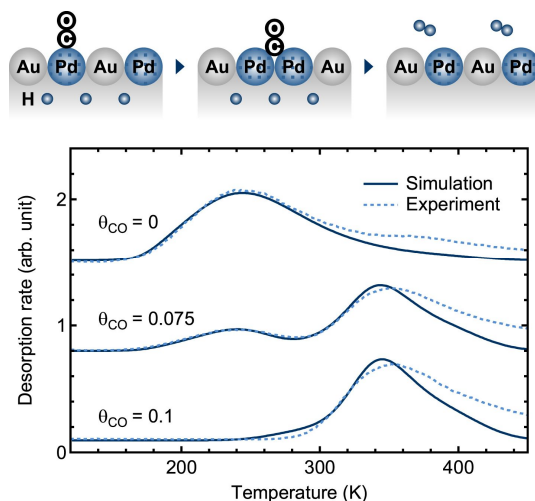 O
C
Au Pd Au Pd
H
O
C
Au Pd Pd Au
Au Pd Au Pd
Desorption rate (arb. unit)
2
1
0
Simulation
Experiment
θCO = 0
θCO = 0.075
θCO = 0.1
200 300 400
Temperature (K)